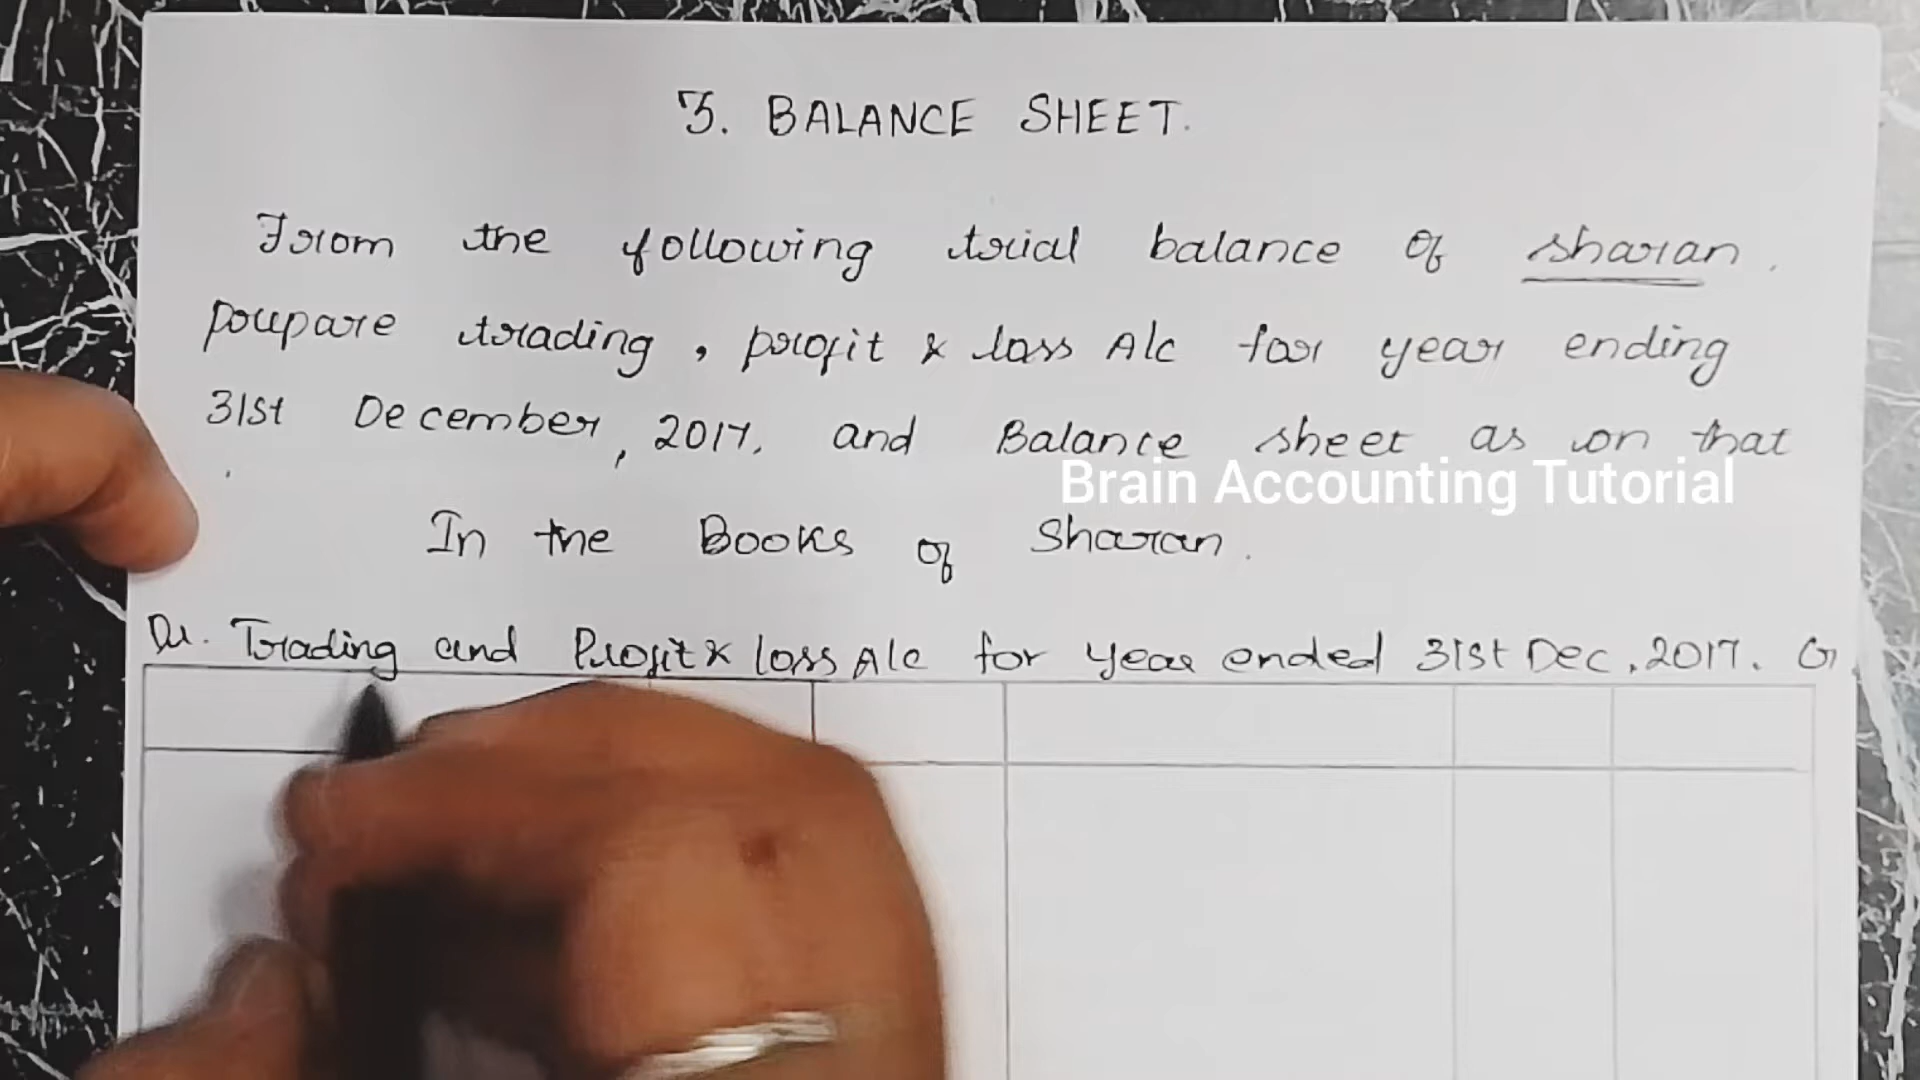 3. BALANCE SHEET.
From the following trial balance of sharan.
prepare trading, profit & loss A/c for year ending
31st December, 2017. and Balance sheet as on that
Brain Accounting Tutorial
In the Books of Sharan.
Dr. Trading and Profit & loss A/c for year ended 31st Dec, 2017. Cr.